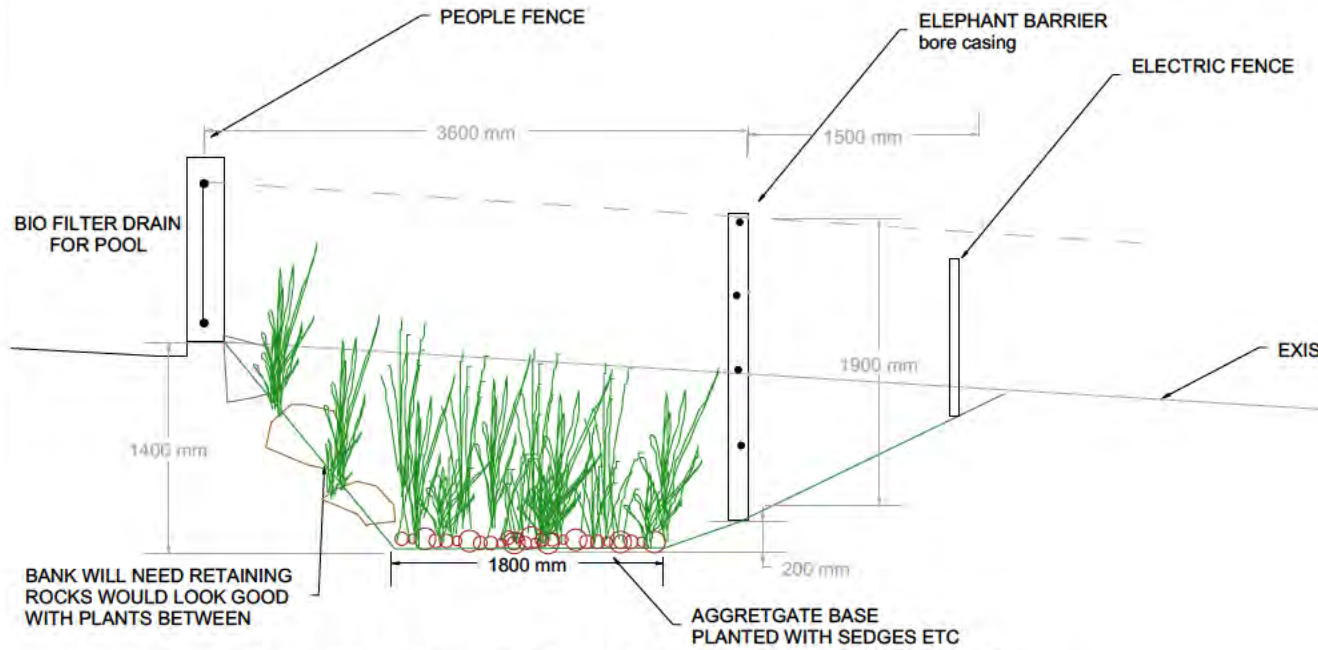 PEOPLE FENCE
ELEPHANT BARRIER
bore casing
ELECTRIC FENCE
3600 mm
1500 mm
BIO FILTER DRAIN
FOR POOL
EXIS
1900 mm
1400 mm
1800 mm
200 mm
BANK WILL NEED RETAINING
ROCKS WOULD LOOK GOOD
WITH PLANTS BETWEEN
AGGRETGATE BASE
PLANTED WITH SEDGES ETC